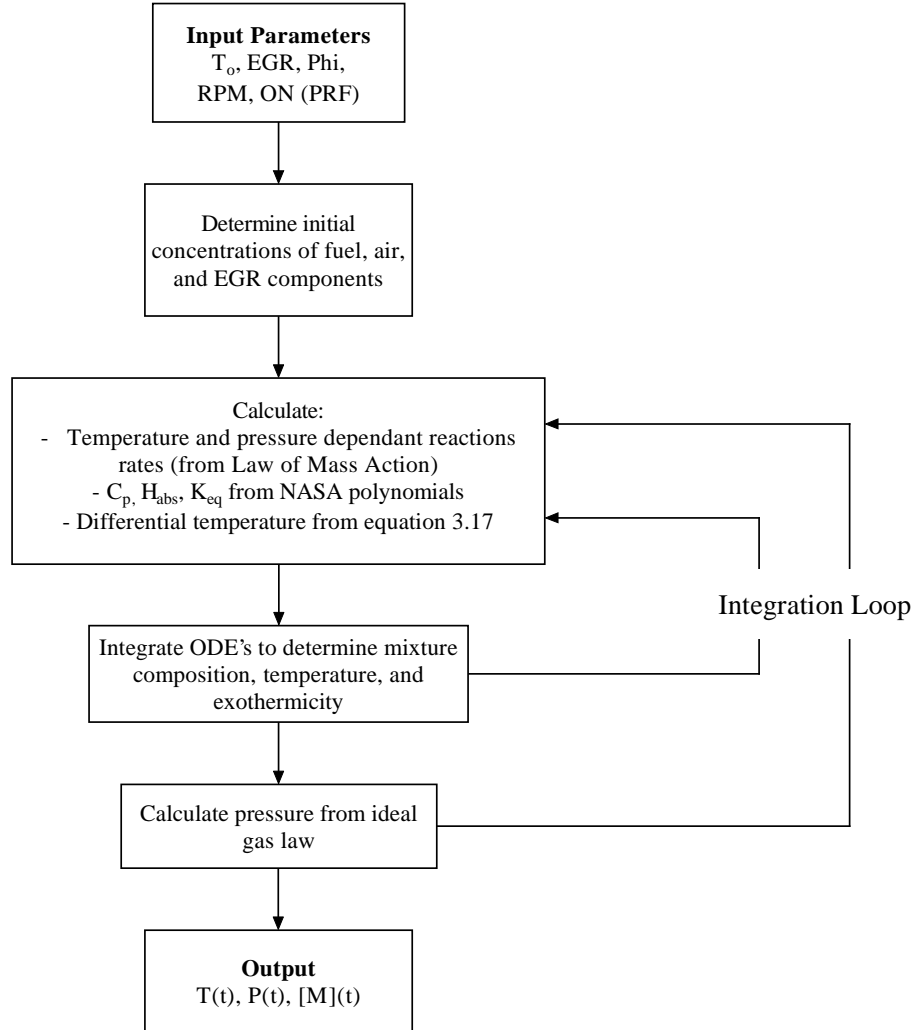 Input Parameters
Tₒ, EGR, Phi,
RPM, ON (PRF)
Determine initial
concentrations of fuel, air,
and EGR components
Calculate:
- Temperature and pressure dependant reactions
rates (from Law of Mass Action)
- Cₚ, H_abs, K_eq from NASA polynomials
- Differential temperature from equation 3.17
Integration Loop
Integrate ODE’s to determine mixture
composition, temperature, and
exothermicity
Calculate pressure from ideal
gas law
Output
T(t), P(t), [M](t)